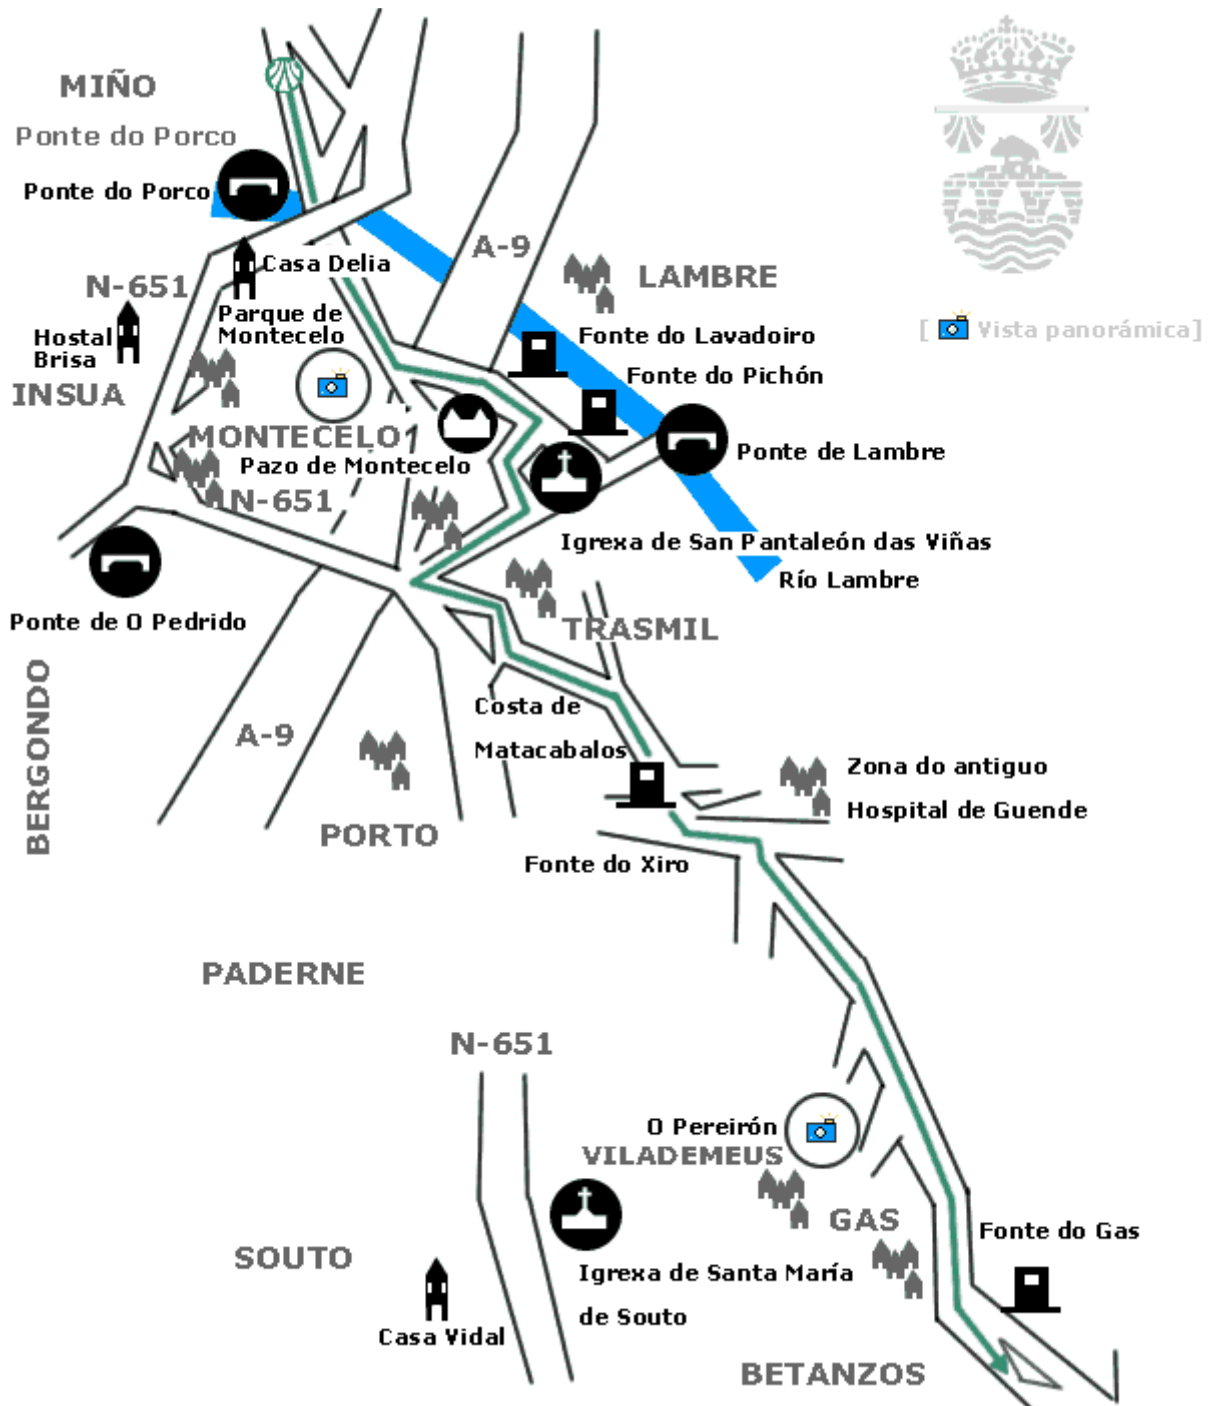 MIÑO
Ponte do Porco
Ponte do Porco
A-9
Casa Delia
LAMBRE
N-651
Parque de
Montecelo
Hostal
Brisa
Fonte do Lavadoiro
[ Vista panorámica]
Fonte do Pichón
INSUA
MONTECELO
Pazo de Montecelo
Ponte de Lambre
N-651
Igrexa de San Pantaleón das Viñas
Río Lambre
Ponte de O Pedrido
TRASMIL
BERGONDO
Costa de
Matacabalos
A-9
Zona do antiguo
Hospital de Guende
PORTO
Fonte do Xiro
PADERNE
N-651
O Pereirón
VILADEMEUS
GAS
Fonte do Gas
SOUTO
Igrexa de Santa María
de Souto
Casa Vidal
BETANZOS